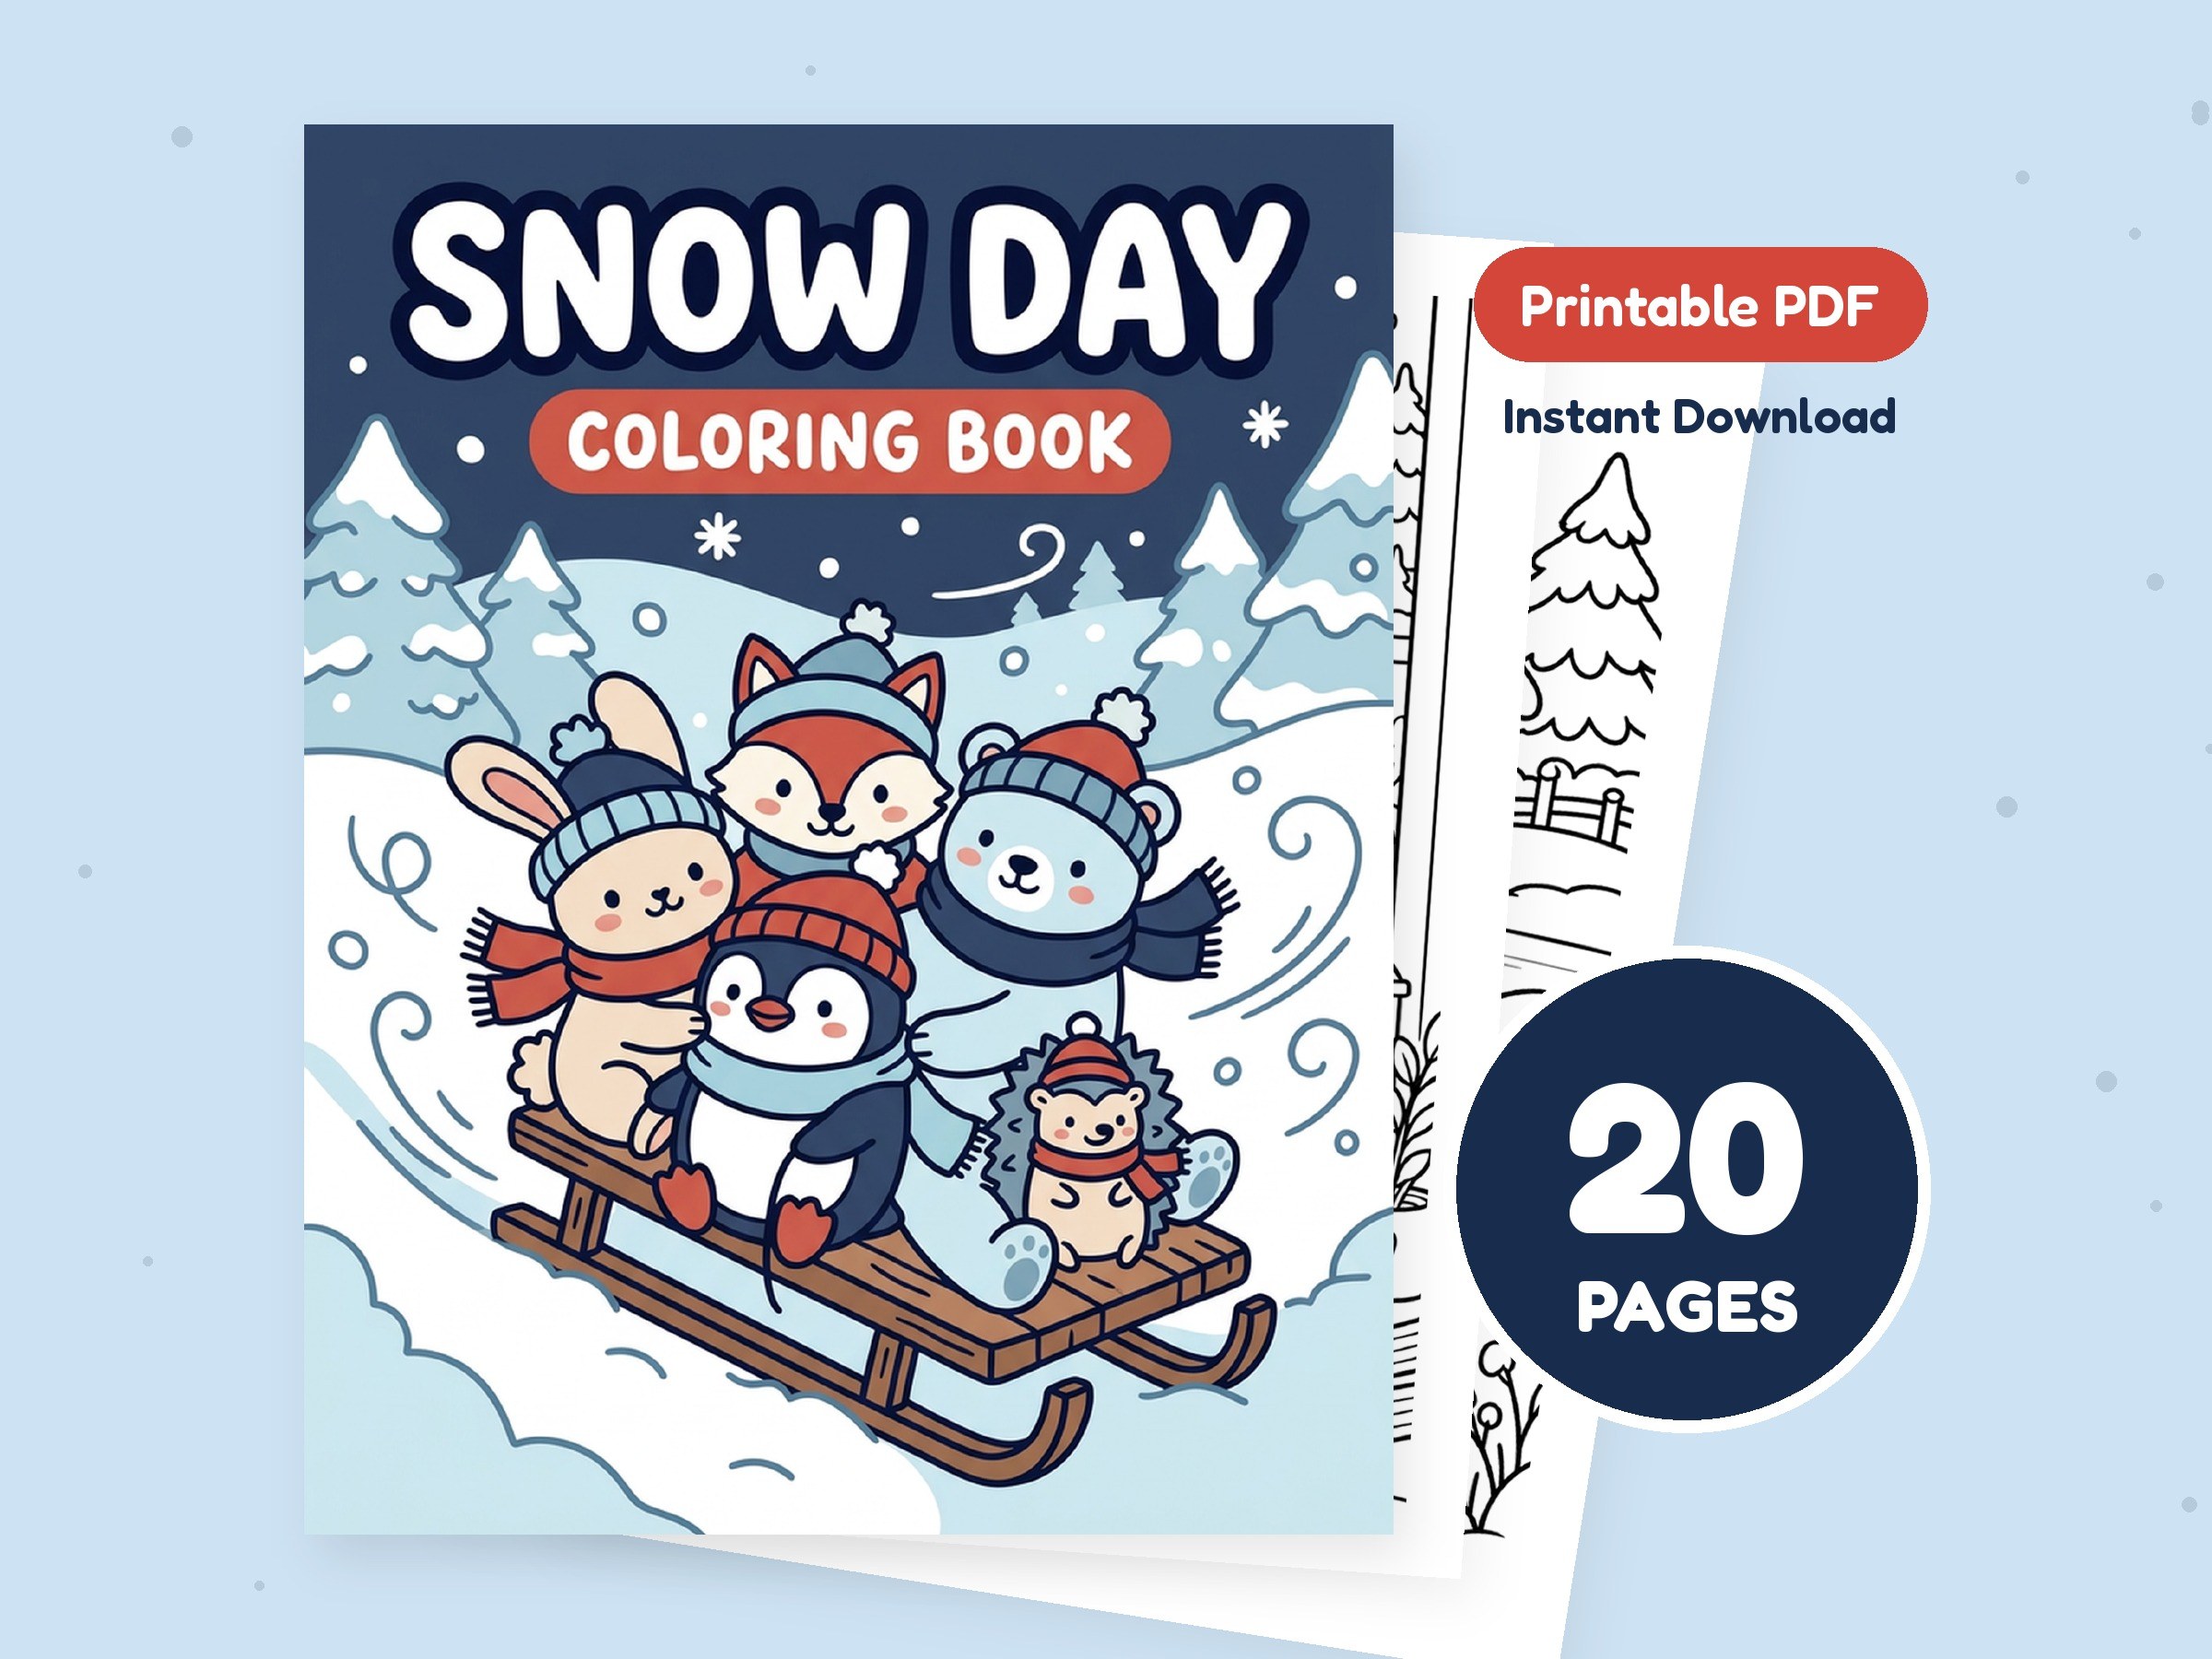 SNOW DAY
COLORING BOOK
Printable PDF
Instant Download
20
PAGES